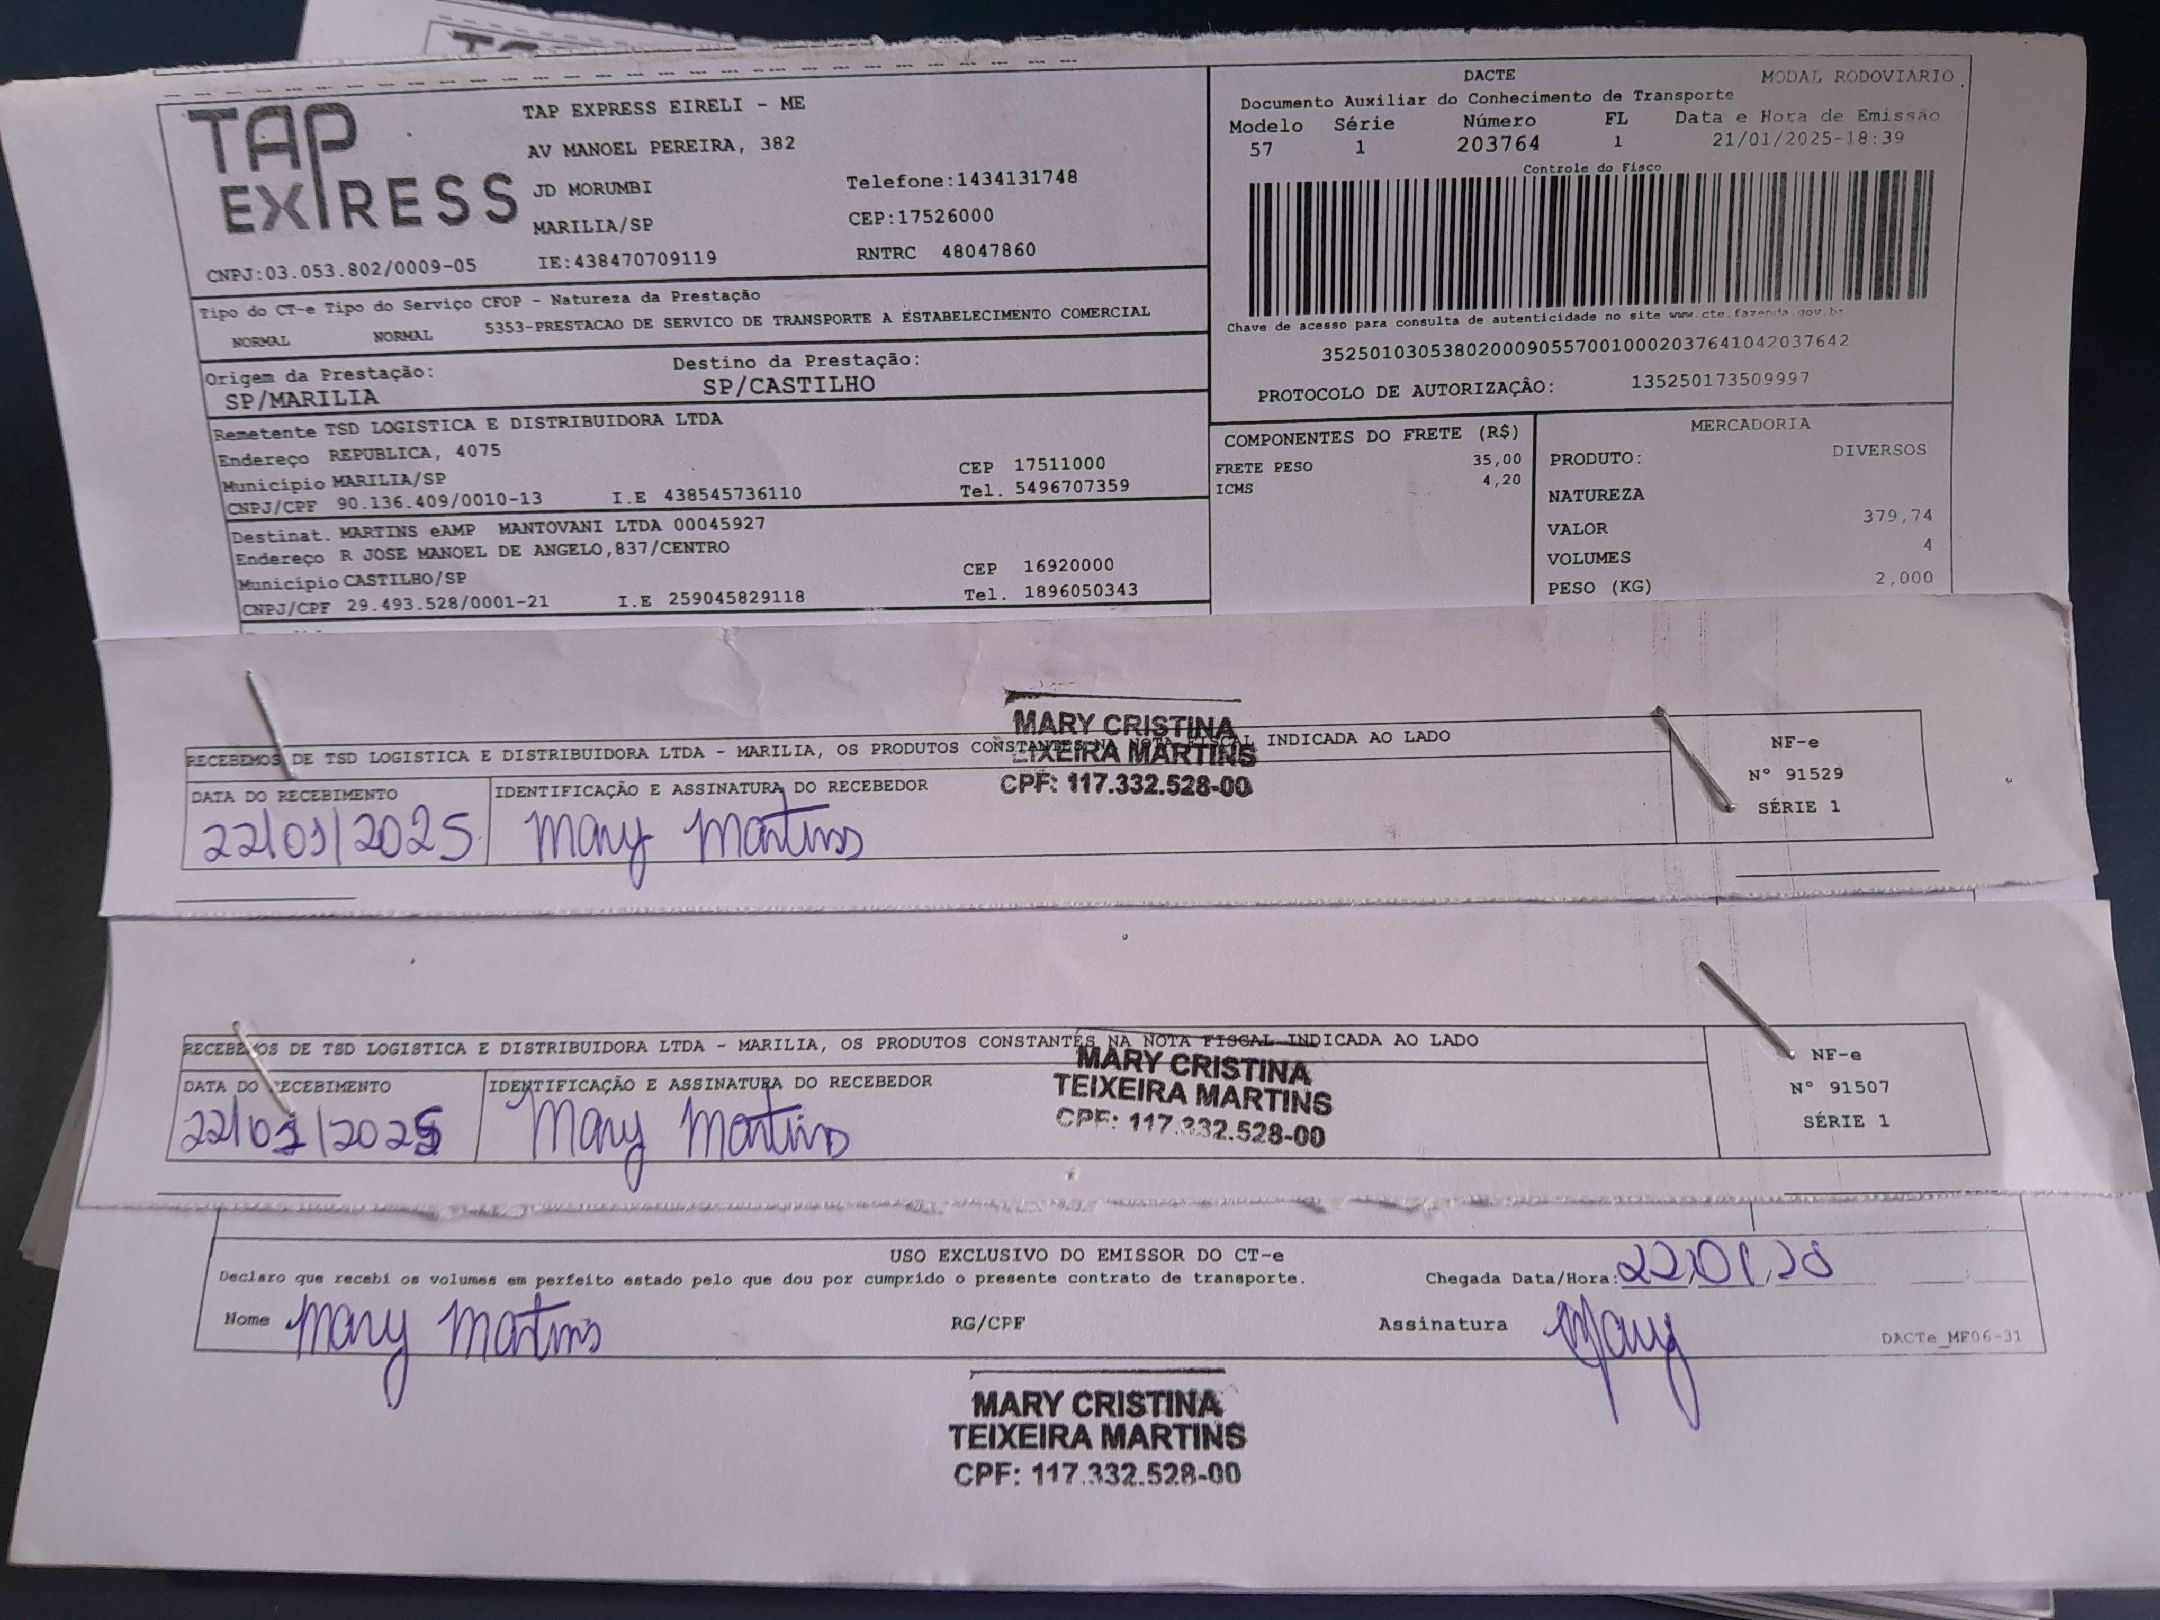 TAP EXPRESS
TAP EXPRESS EIRELI - ME
AV MANOEL PEREIRA, 382
JD MORUMBI Telefone:1434131748
MARILIA/SP CEP:17526000
CNPJ:03.053.802/0009-05 IE:438470709119 RNTRC 48047860
DACTE MODAL RODOVIÁRIO
Documento Auxiliar do Conhecimento de Transporte
Modelo Série Número FL Data e Hora de Emissão
57 1 203764 1 21/01/2025-18:39
Controle do Fisco
Chave de acesso para consulta de autenticidade no site www.cte.fazenda.gov.br
35250103053802000905570010002037641042037642
PROTOCOLO DE AUTORIZAÇÃO: 135250173509997
Tipo do CT-e Tipo do Serviço CFOP - Natureza da Prestação
NORMAL NORMAL 5353-PRESTACAO DE SERVICO DE TRANSPORTE A ESTABELECIMENTO COMERCIAL
Origem da Prestação: Destino da Prestação:
SP/MARILIA SP/CASTILHO
Remetente TSD LOGISTICA E DISTRIBUIDORA LTDA
Endereço REPUBLICA, 4075
Município MARILIA/SP CEP 17511000
CNPJ/CPF 90.136.409/0010-13 I.E 438545736110 Tel. 5496707359
Destinat. MARTINS eAMP MANTOVANI LTDA 00045927
Endereço R JOSE MANOEL DE ANGELO,837/CENTRO
Município CASTILHO/SP CEP 16920000
CNPJ/CPF 29.493.528/0001-21 I.E 259045829118 Tel. 1896050343
COMPONENTES DO FRETE (R$)
FRETE PESO 35,00
ICMS 4,20
MERCADORIA
PRODUTO: DIVERSOS
NATUREZA
VALOR 379,74
VOLUMES 4
PESO (KG) 2,000
MARY CRISTINA
TEIXEIRA MARTINS
CPF: 117.332.528-00
RECEBEMOS DE TSD LOGISTICA E DISTRIBUIDORA LTDA - MARILIA, OS PRODUTOS CONSTANTES NA NOTA FISCAL INDICADA AO LADO
DATA DO RECEBIMENTO IDENTIFICAÇÃO E ASSINATURA DO RECEBEDOR
22/01/2025 Mary Martins
NF-e
N° 91529
SÉRIE 1
RECEBEMOS DE TSD LOGISTICA E DISTRIBUIDORA LTDA - MARILIA, OS PRODUTOS CONSTANTES NA NOTA FISCAL INDICADA AO LADO
DATA DO RECEBIMENTO IDENTIFICAÇÃO E ASSINATURA DO RECEBEDOR
22/01/2025 Mary Martins
MARY CRISTINA
TEIXEIRA MARTINS
CPF: 117.332.528-00
NF-e
N° 91507
SÉRIE 1
USO EXCLUSIVO DO EMISSOR DO CT-e
Declaro que recebi os volumes em perfeito estado pelo que dou por cumprido o presente contrato de transporte. Chegada Data/Hora: 22/01/25
Nome Mary Martins RG/CPF Assinatura Mary DACTe_MF06-31
MARY CRISTINA
TEIXEIRA MARTINS
CPF: 117.332.528-00